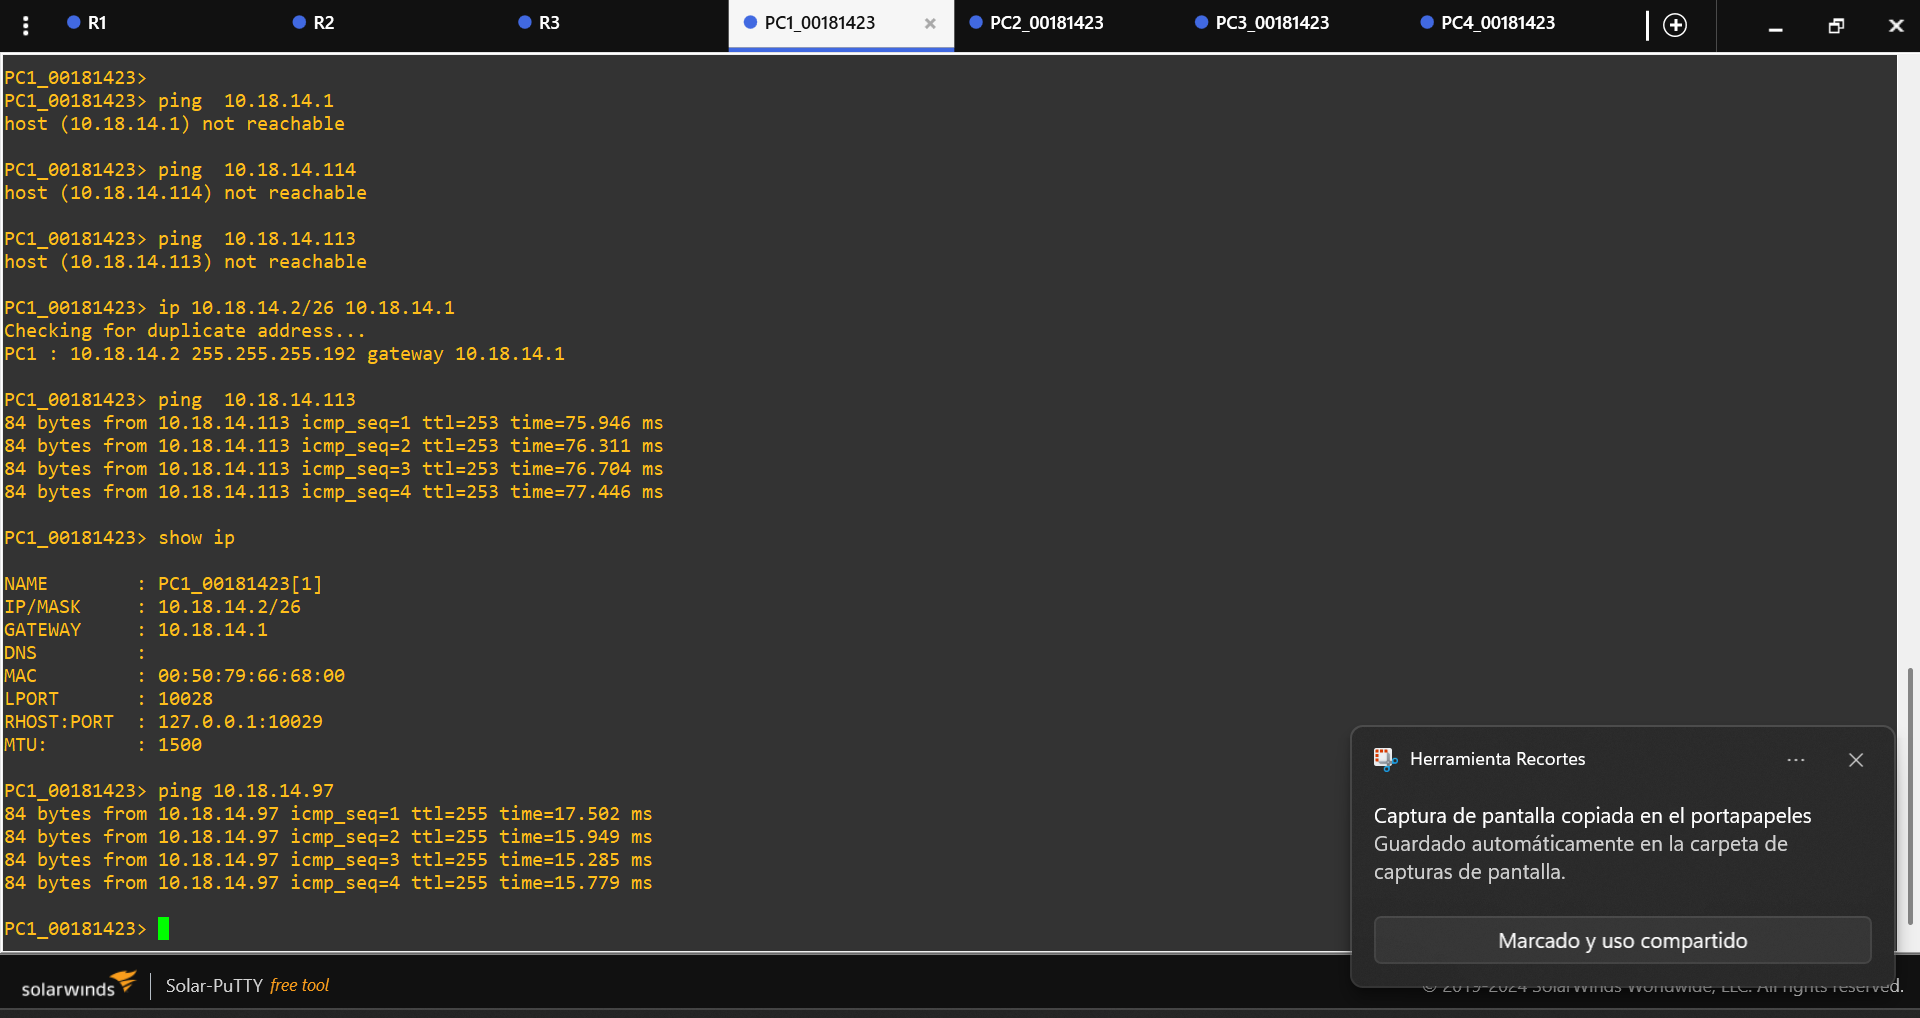 R1
R2
R3
PC1_00181423
PC2_00181423
PC3_00181423
PC4_00181423
PC1_00181423>
PC1_00181423> ping  10.18.14.1
host (10.18.14.1) not reachable
PC1_00181423> ping  10.18.14.114
host (10.18.14.114) not reachable
PC1_00181423> ping  10.18.14.113
host (10.18.14.113) not reachable
PC1_00181423> ip 10.18.14.2/26 10.18.14.1
Checking for duplicate address...
PC1 : 10.18.14.2 255.255.255.192 gateway 10.18.14.1
PC1_00181423> ping  10.18.14.113
84 bytes from 10.18.14.113 icmp_seq=1 ttl=253 time=75.946 ms
84 bytes from 10.18.14.113 icmp_seq=2 ttl=253 time=76.311 ms
84 bytes from 10.18.14.113 icmp_seq=3 ttl=253 time=76.704 ms
84 bytes from 10.18.14.113 icmp_seq=4 ttl=253 time=77.446 ms
PC1_00181423> show ip
NAME        : PC1_00181423[1]
IP/MASK     : 10.18.14.2/26
GATEWAY     : 10.18.14.1
DNS         :
MAC         : 00:50:79:66:68:00
LPORT       : 10028
RHOST:PORT  : 127.0.0.1:10029
MTU:        : 1500
PC1_00181423> ping 10.18.14.97
84 bytes from 10.18.14.97 icmp_seq=1 ttl=255 time=17.502 ms
84 bytes from 10.18.14.97 icmp_seq=2 ttl=255 time=15.949 ms
84 bytes from 10.18.14.97 icmp_seq=3 ttl=255 time=15.285 ms
84 bytes from 10.18.14.97 icmp_seq=4 ttl=255 time=15.779 ms
PC1_00181423>
Herramienta Recortes
Captura de pantalla copiada en el portapapeles
Guardado automáticamente en la carpeta de
capturas de pantalla.
Marcado y uso compartido
solarwinds
Solar-PuTTY free tool
© 2019-2024 SolarWinds Worldwide, LLC. All rights reserved.